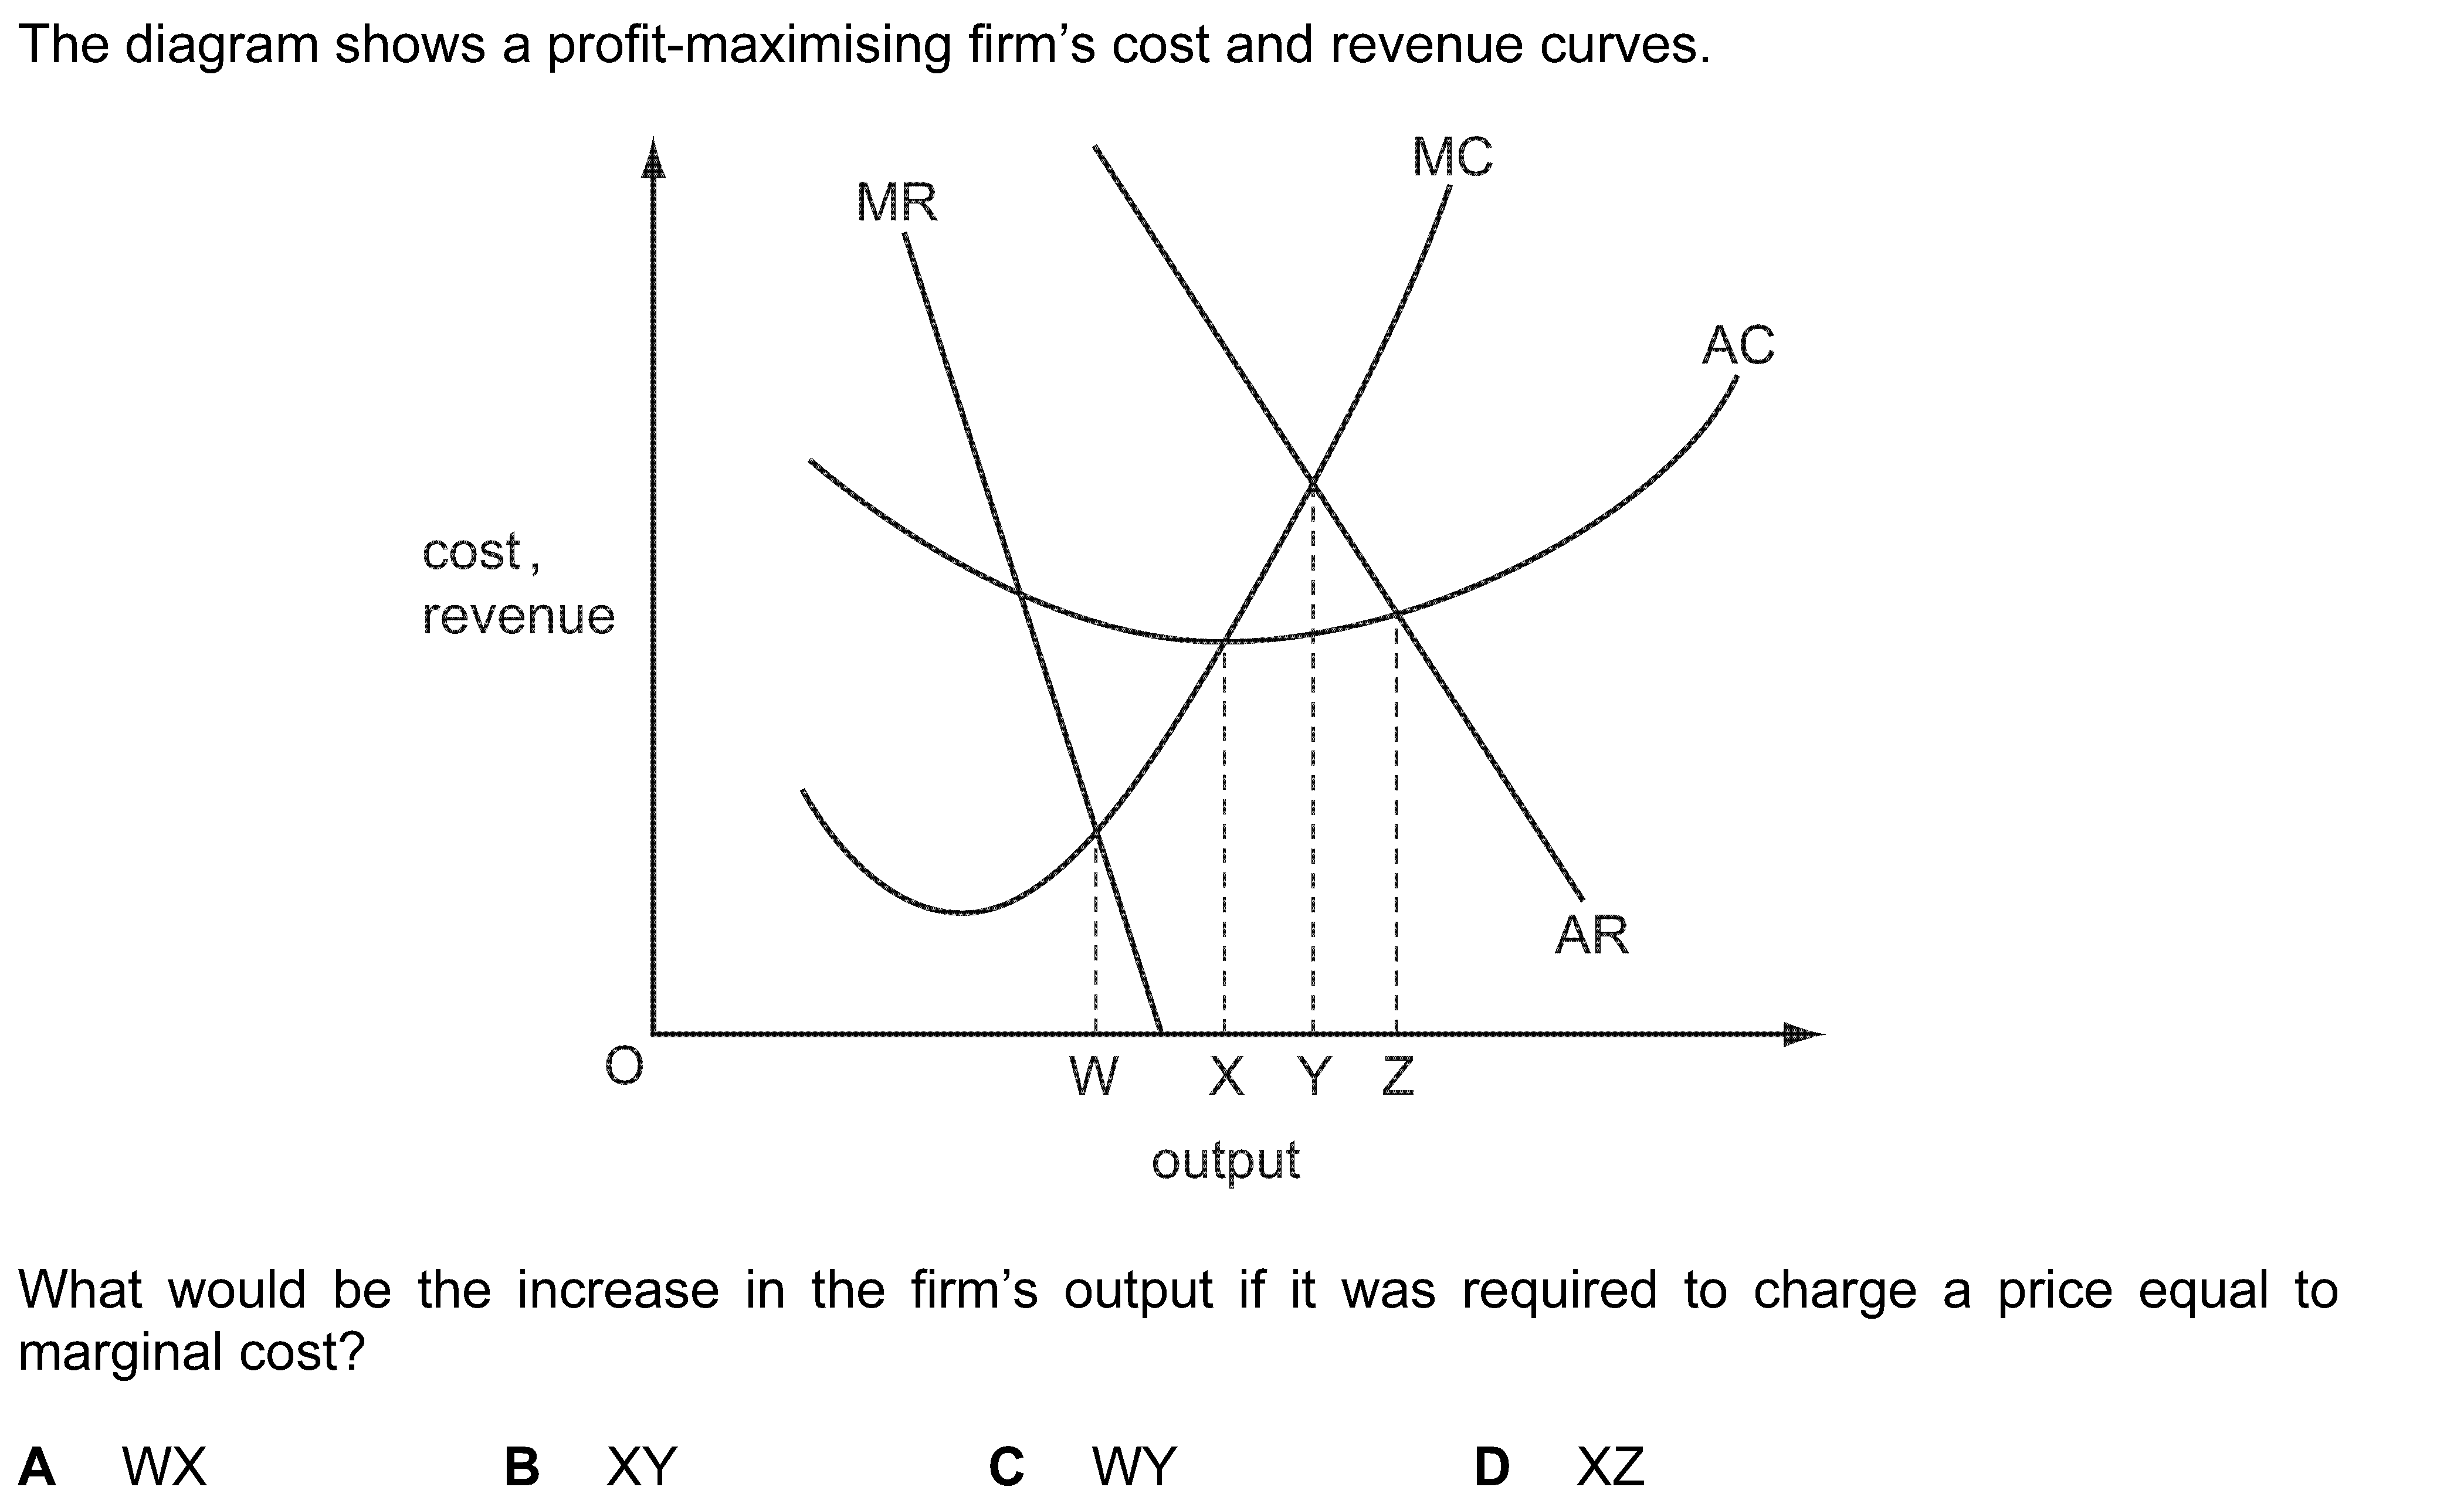 The diagram shows a profit-maximising firm’s cost and revenue curves.
MC
MR
AC
cost,
revenue
AR
O
W X Y Z
output
What would be the increase in the firm’s output if it was required to charge a price equal to
marginal cost?
A WX B XY C WY D XZ